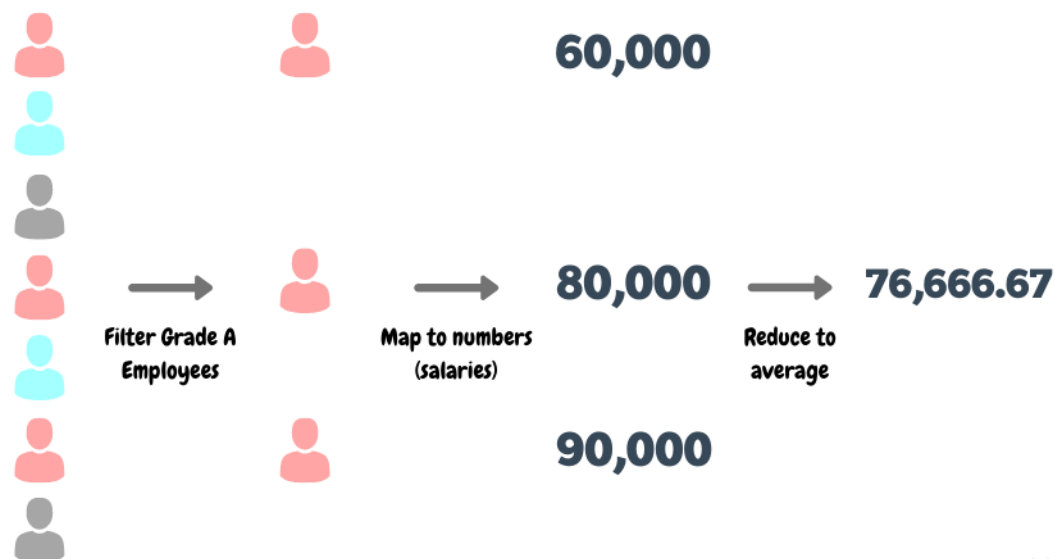 60,000
80,000
76,666.67
Filter Grade A
Employees
Map to numbers
(salaries)
Reduce to
average
90,000